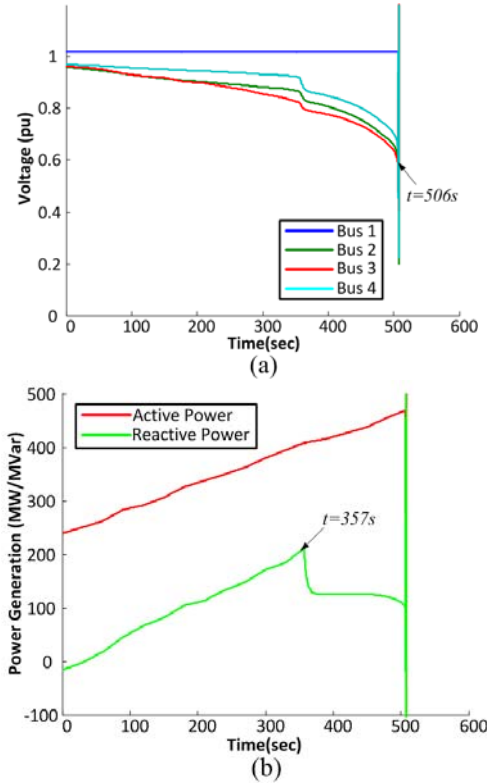 Voltage (pu)
1
0.8
0.6
0.4
0.2
0
t=506s
Bus 1
Bus 2
Bus 3
Bus 4
0 100 200 300 400 500 600
Time(sec)
(a)
Power Generation (MW/MVar)
500
400
300
200
100
0
-100
Active Power
Reactive Power
t=357s
0 100 200 300 400 500 600
Time(sec)
(b)